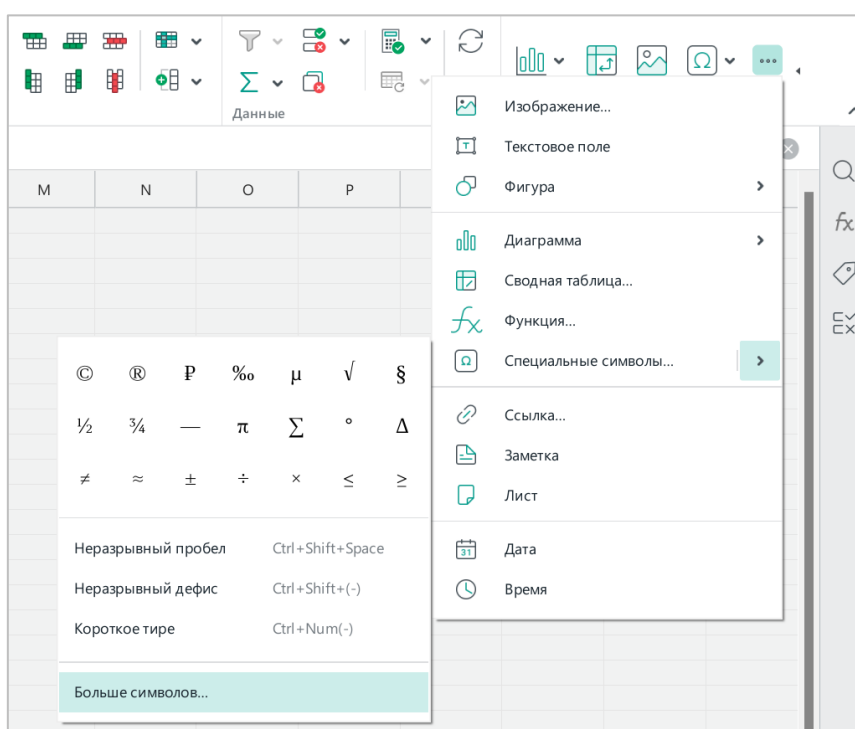 Данные
M N O P
Изображение...
Текстовое поле
Фигура
Диаграмма
Сводная таблица...
Функция...
Специальные символы...
Ссылка...
Заметка
Лист
31 Дата
Время
© ® ₽ ‰ µ √ §
½ ¾ — π ∑ ° Δ
≠ ≈ ± ÷ × ≤ ≥
Неразрывный пробел Ctrl+Shift+Space
Неразрывный дефис Ctrl+Shift+(-)
Короткое тире Ctrl+Num(-)
Больше символов...